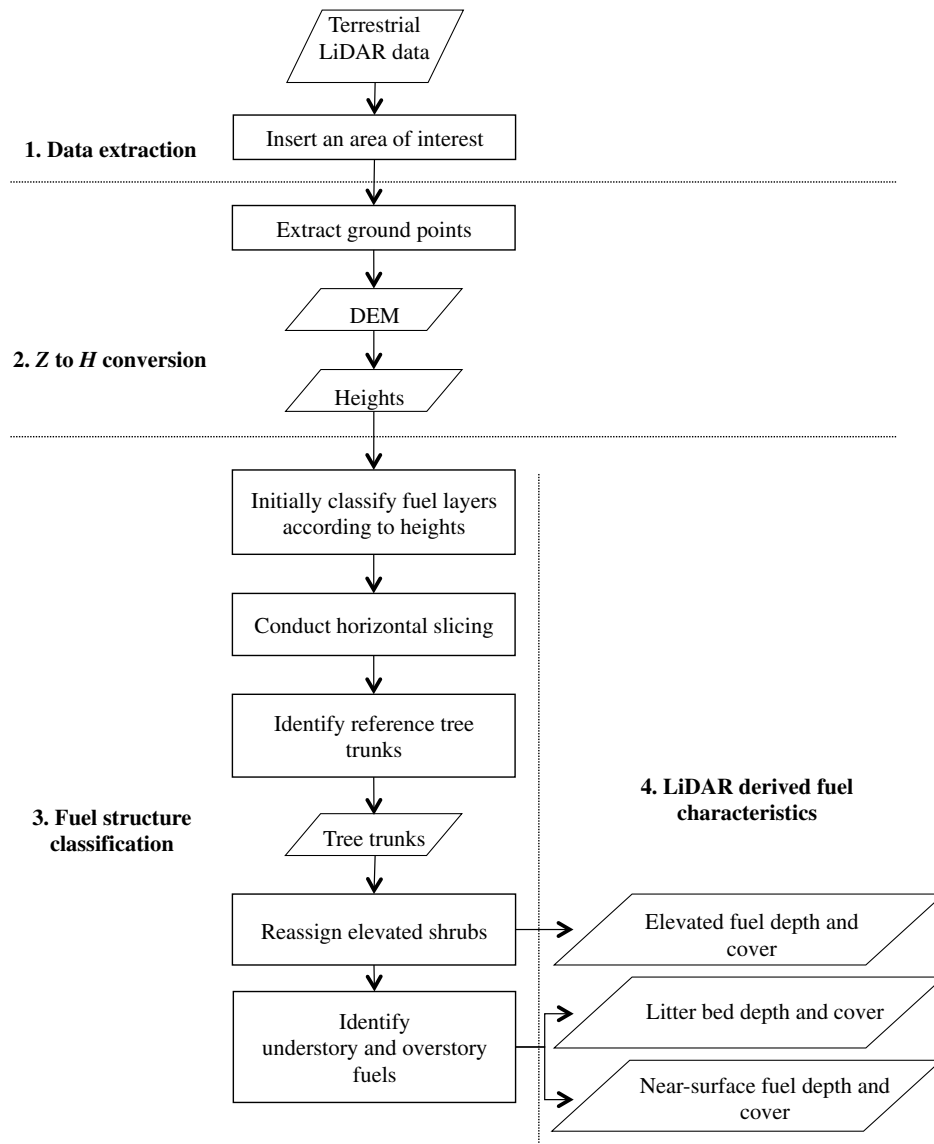 Terrestrial
LiDAR data
Insert an area of interest
1. Data extraction
Extract ground points
DEM
2. Z to H conversion
Heights
Initially classify fuel layers
according to heights
Conduct horizontal slicing
Identify reference tree
trunks
3. Fuel structure
classification
Tree trunks
Reassign elevated shrubs
Identify
understory and overstory
fuels
4. LiDAR derived fuel
characteristics
Elevated fuel depth and
cover
Litter bed depth and cover
Near-surface fuel depth and
cover